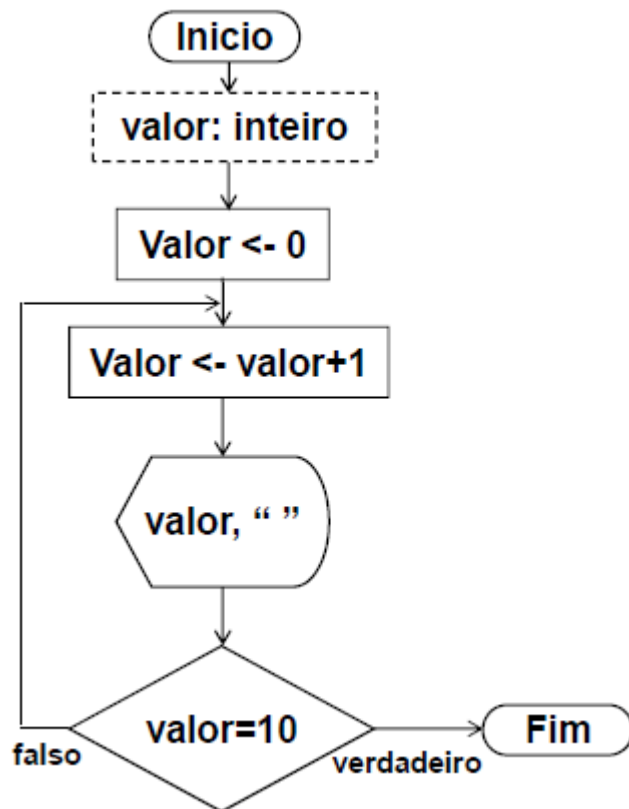 Inicio
valor: inteiro
Valor <- 0
Valor <- valor+1
valor, “ ”
valor=10
falso
verdadeiro
Fim